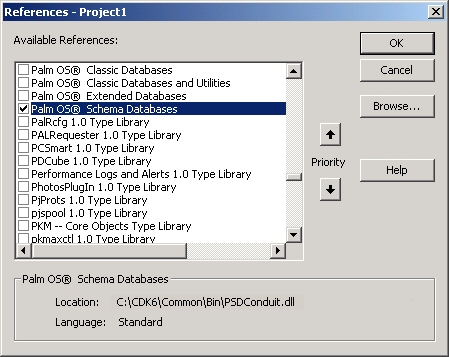 References - Project1
Available References:
OK
Palm OS® Classic Databases
Palm OS® Classic Databases and Utilities
Palm OS® Extended Databases
Palm OS® Schema Databases
PalRcfg 1.0 Type Library
PALRequester 1.0 Type Library
PCSmart 1.0 Type Library
PDCube 1.0 Type Library
Performance Logs and Alerts 1.0 Type Library
PhotosPlugIn 1.0 Type Library
PjProts 1.0 Type Library
pjspool 1.0 Type Library
PKM -- Core Objects Type Library
pkmaxctl 1.0 Type Library
Cancel
Browse...
Priority
Help
Palm OS® Schema Databases
Location: C:\CDK6\Common\Bin\PSDConduit.dll
Language: Standard